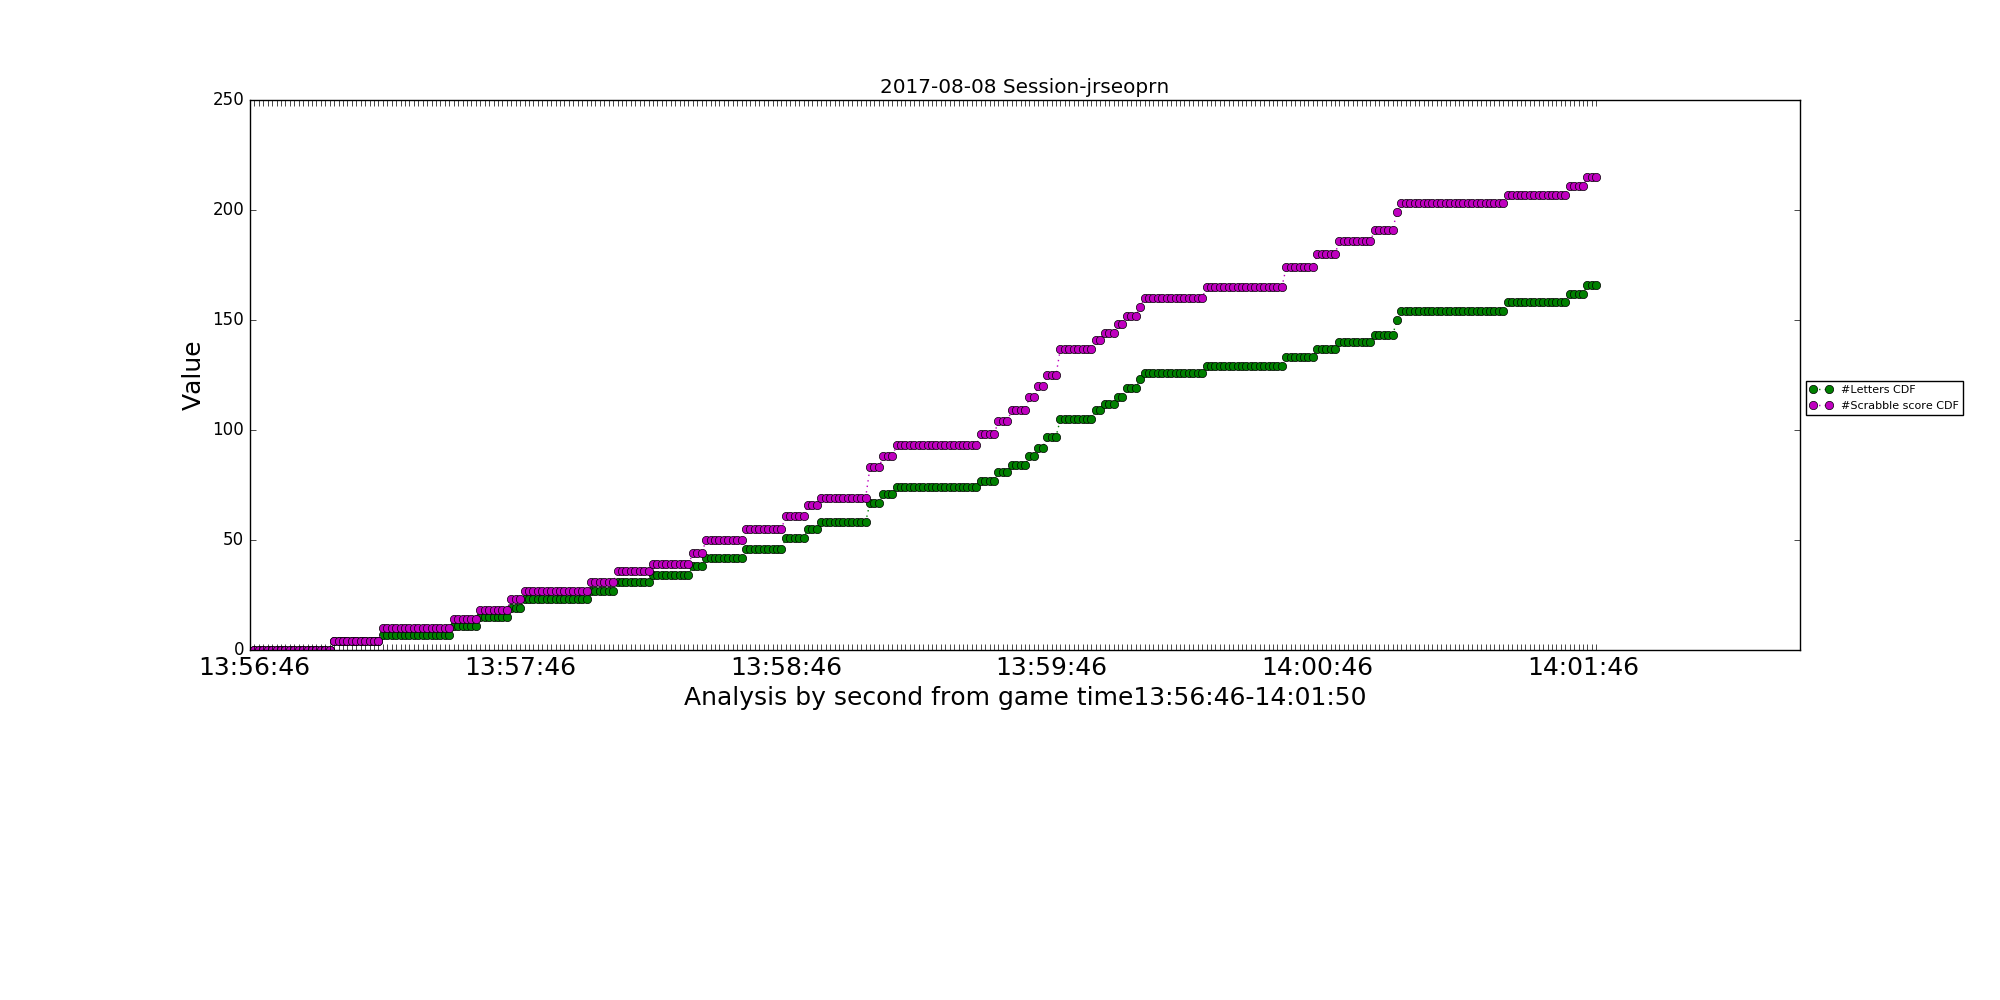 2017-08-08 Session-jrseoprn
250
200
150
100
50
0
Value
#Letters CDF
#Scrabble score CDF
13:56:46 13:57:46 13:58:46 13:59:46 14:00:46 14:01:46
Analysis by second from game time13:56:46-14:01:50